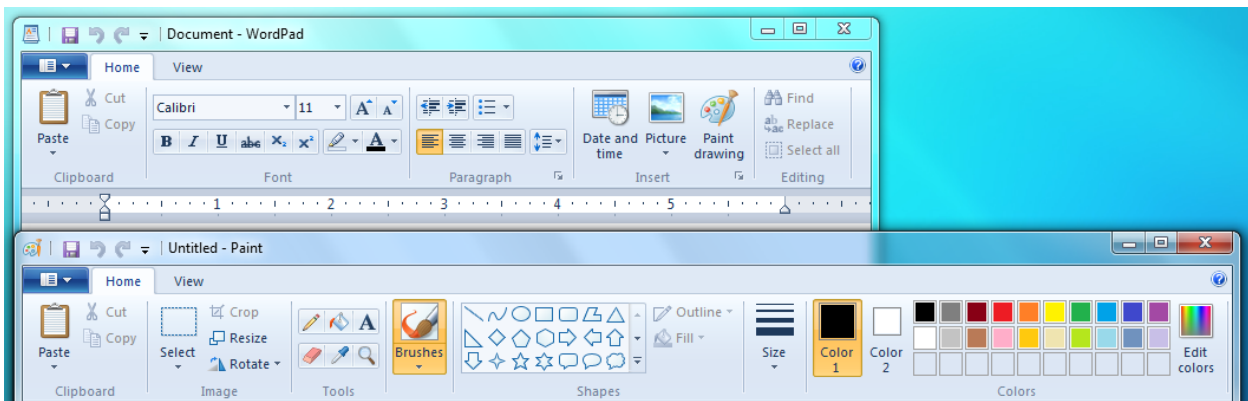 Document - WordPad
Home View
Cut
Copy
Paste
Clipboard
Calibri 11 A A
B I U abc X₂ x² A
Font
Paragraph
Date and time
Picture
Paint drawing
Insert
Find
Replace
Select all
Editing
1 2 3 4 5
Untitled - Paint
Home View
Cut
Copy
Paste
Clipboard
Select
Crop
Resize
Rotate
Image
A
Tools
Brushes
Outline
Fill
Shapes
Size
Color 1
Color 2
Edit colors
Colors